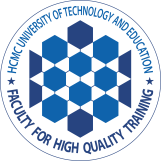 HCMC UNIVERSITY OF TECHNOLOGY AND EDUCATION
FACULTY FOR HIGH QUALITY TRAINING